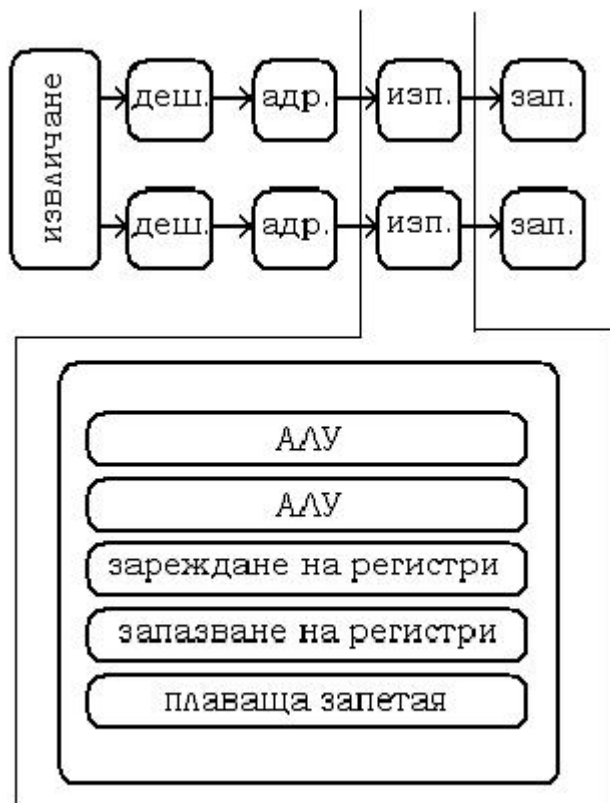 извличане
деш.
адр.
изп.
зап.
деш.
адр.
изп.
зап.
АЛУ
АЛУ
зареждане на регистри
запазване на регистри
плаваща запетая